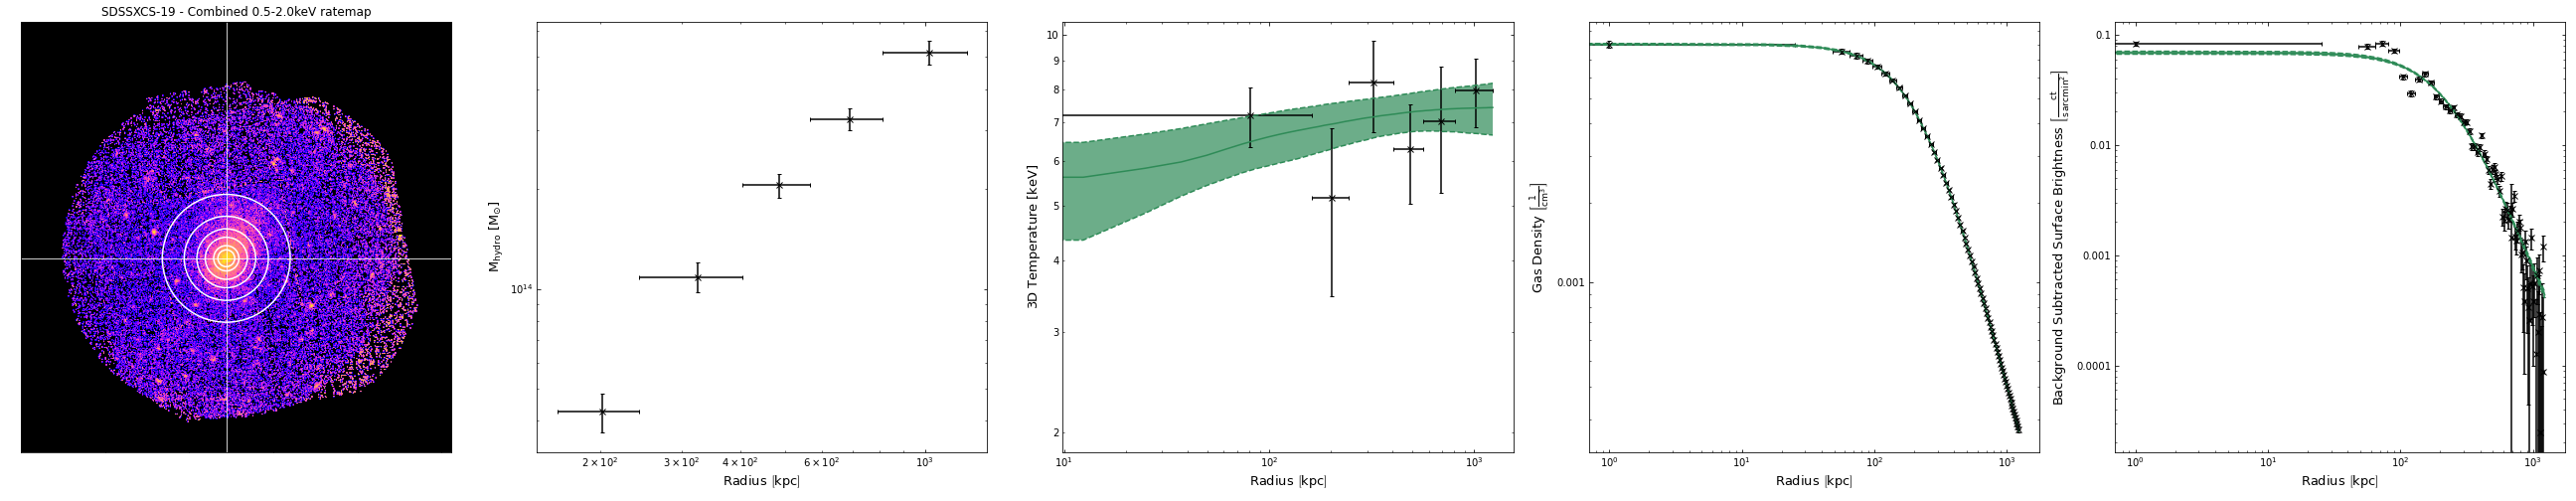 SDSSXCS-19 - Combined 0.5-2.0keV ratemap
M_hydro [M_⊙]
10^14
2 × 10^2 3 × 10^2 4 × 10^2 6 × 10^2 10^3
Radius [kpc]
3D Temperature [keV]
10
9
8
7
6
5
4
3
2
10^1 10^2 10^3
Radius [kpc]
Gas Density [1/cm^3]
0.001
10^0 10^1 10^2 10^3
Radius [kpc]
Background Subtracted Surface Brightness [ct/s arcmin^2]
0.1
0.01
0.001
0.0001
10^0 10^1 10^2 10^3
Radius [kpc]